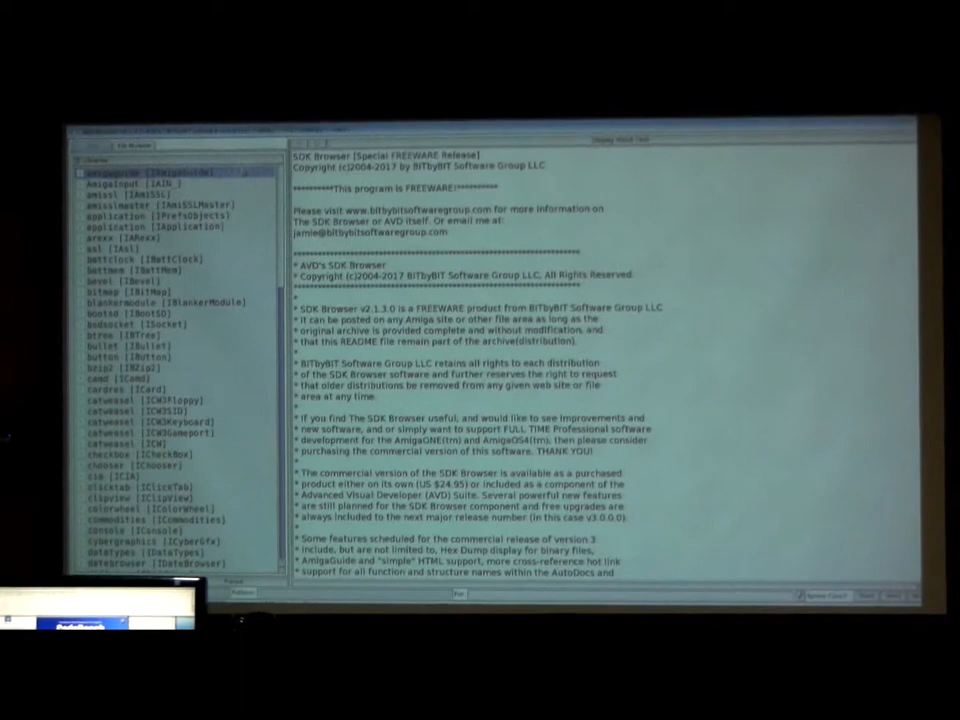 File Browser
Libraries
amigaguide [IAmigaGuide]
AmigaInput [IAIN_]
amissl [IAmiSSL]
amisslmaster [IAmiSSLMaster]
application [IPrefsObjects]
application [IApplication]
arexx [IARexx]
asl [IAsl]
battclock [IBattClock]
battmem [IBattMem]
bevel [IBevel]
bitmap [IBitMap]
blankermodule [IBlankerModule]
bootsd [IBootSD]
bsdsocket [ISocket]
btree [IBTree]
bullet [IBullet]
button [IButton]
bzip2 [IBZip2]
camd [ICamd]
cardres [ICard]
catweasel [ICW3Floppy]
catweasel [ICW3SID]
catweasel [ICW3Keyboard]
catweasel [ICW3Gameport]
catweasel [ICW]
checkbox [ICheckBox]
chooser [IChooser]
cia [ICIA]
clicktab [IClickTab]
clipview [IClipView]
colorwheel [IColorWheel]
commodities [ICommodities]
console [IConsole]
cybergraphics [ICyberGfx]
datatypes [IDataTypes]
datebrowser [IDateBrowser]
SDK Browser [Special FREEWARE Release]
Copyright (c)2004-2017 by BITbyBIT Software Group LLC
**********This program is FREEWARE!**********
Please visit www.bitbybitsoftwaregroup.com for more information on
The SDK Browser or AVD itself. Or email me at:
jamie@bitbybitsoftwaregroup.com
* AVD's SDK Browser
* Copyright (c)2004-2017 BITbyBIT Software Group LLC, All Rights Reserved.
*
* SDK Browser v2.1.3.0 is a FREEWARE product from BITbyBIT Software Group LLC
* it can be posted on any Amiga site or other file area as long as the
* original archive is provided complete and without modification, and
* that this README file remain part of the archive(distribution).
*
* BITbyBIT Software Group LLC retains all rights to each distribution
* of the SDK Browser software and further reserves the right to request
* that older distributions be removed from any given web site or file
* area at any time.
*
* If you find The SDK Browser useful, and would like to see improvements and
* new software, and or simply want to support FULL TIME Professional software
* development for the AmigaONE(tm) and AmigaOS4(tm), then please consider
* purchasing the commercial version of this software. THANK YOU!
*
* The commercial version of the SDK Browser is available as a purchased
* product either on its own (US $24.95) or included as a component of the
* Advanced Visual Developer (AVD) Suite. Several powerful new features
* are still planned for the SDK Browser component and free upgrades are
* always included to the next major release number (in this case v3.0.0.0).
*
* Some features scheduled for the commercial release of version 3
* include, but are not limited to, Hex Dump display for binary files,
* AmigaGuide and "simple" HTML support, more cross-reference hot link
* support for all function and structure names within the AutoDocs and